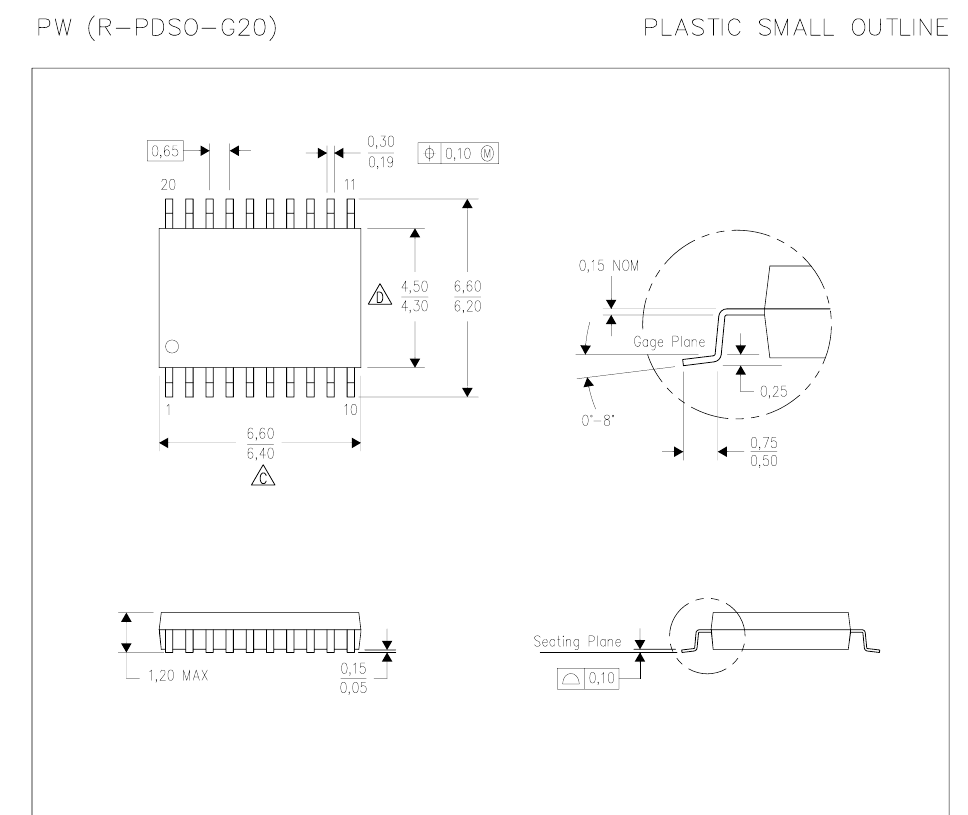 PW (R-PDSO-G20)
PLASTIC SMALL OUTLINE
0,65
0,30
0,19
⌖ 0,10 Ⓜ
20
11
0,15 NOM
D
4,50
4,30
6,60
6,20
Gage Plane
0,25
1
10
0°-8°
6,60
6,40
C
0,75
0,50
Seating Plane
1,20 MAX
0,15
0,05
0,10